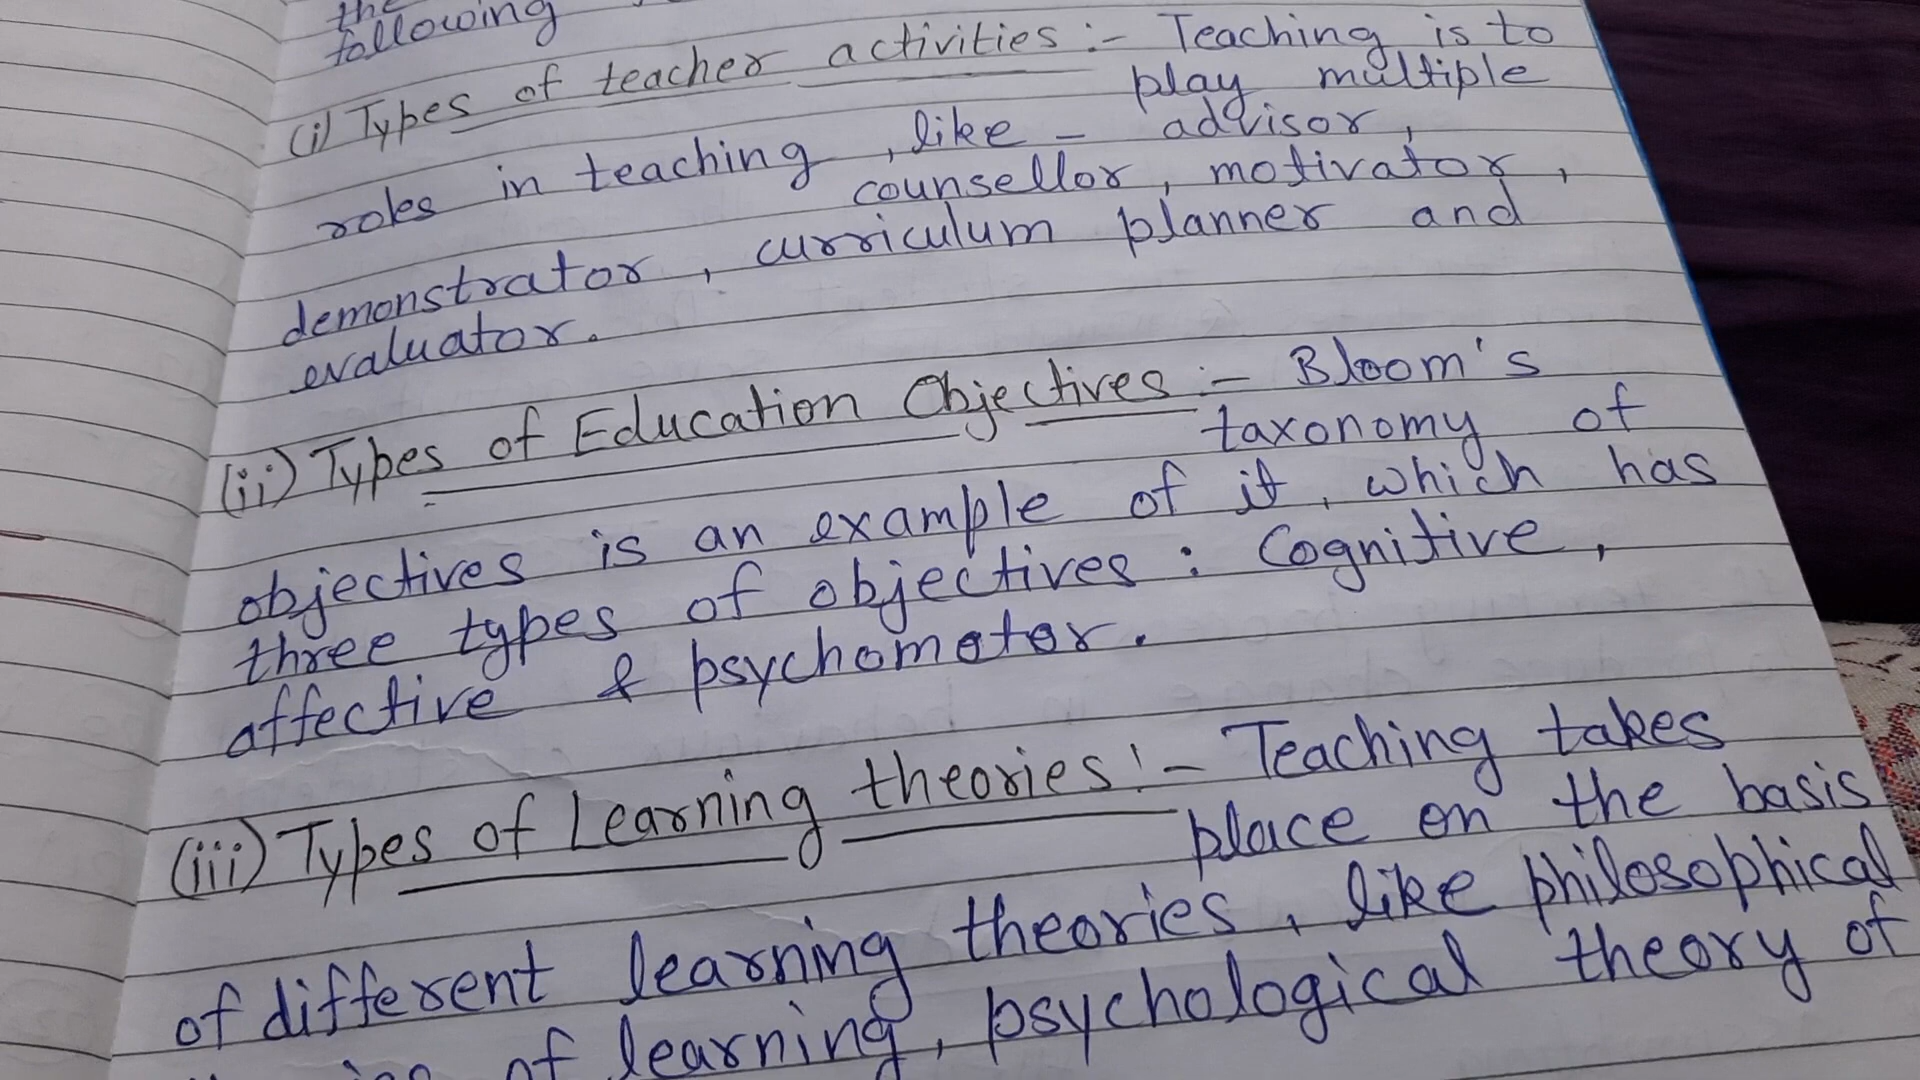 the
following
(i) Types of teacher activities :- Teaching is to
play multiple
roles in teaching , like - advisor ,
counsellor , motivator ,
demonstrator , curriculum planner and
evaluator .
(ii) Types of Education Objectives :- Bloom's
taxonomy of
objectives is an example of it , which has
three types of objectives : Cognitive ,
affective & psychomotor .
(iii) Types of Learning theories :- Teaching takes
place on the basis
of different learning theories , like philosophical
of learning , psychological theory of